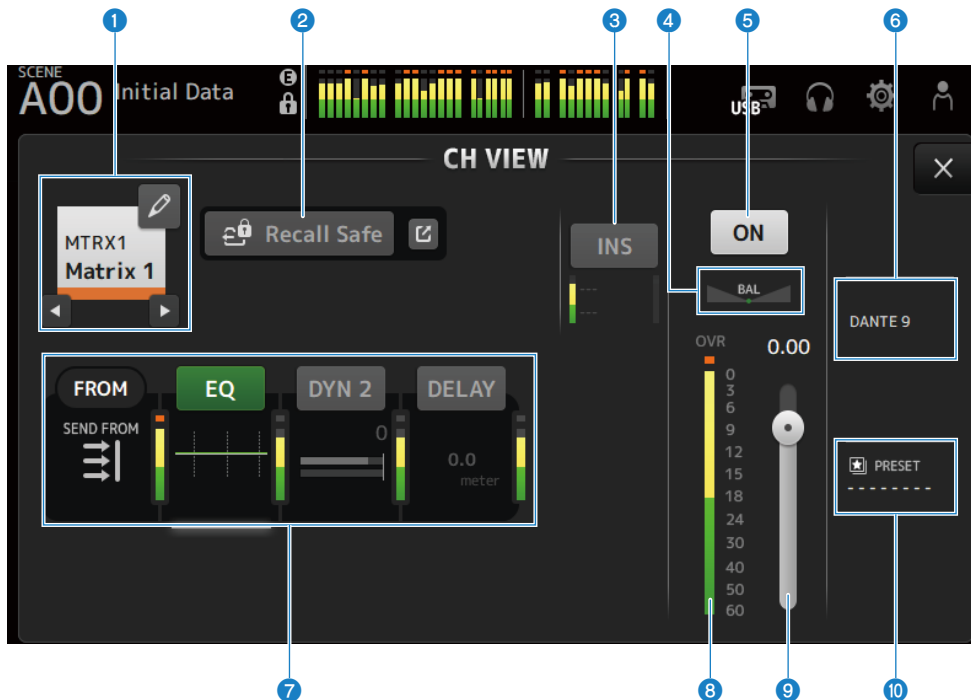 1 2 3 4 5 6
SCENE
A00 Initial Data E USB
CH VIEW
MTRX1
Matrix 1
Recall Safe
INS
---
---
ON
BAL
DANTE 9
OVR 0.00
0
3
6
9
12
15
18
24
30
40
50
60
FROM EQ DYN 2 DELAY
SEND FROM
0
0.0
meter
PRESET
--------
7 8 9 10